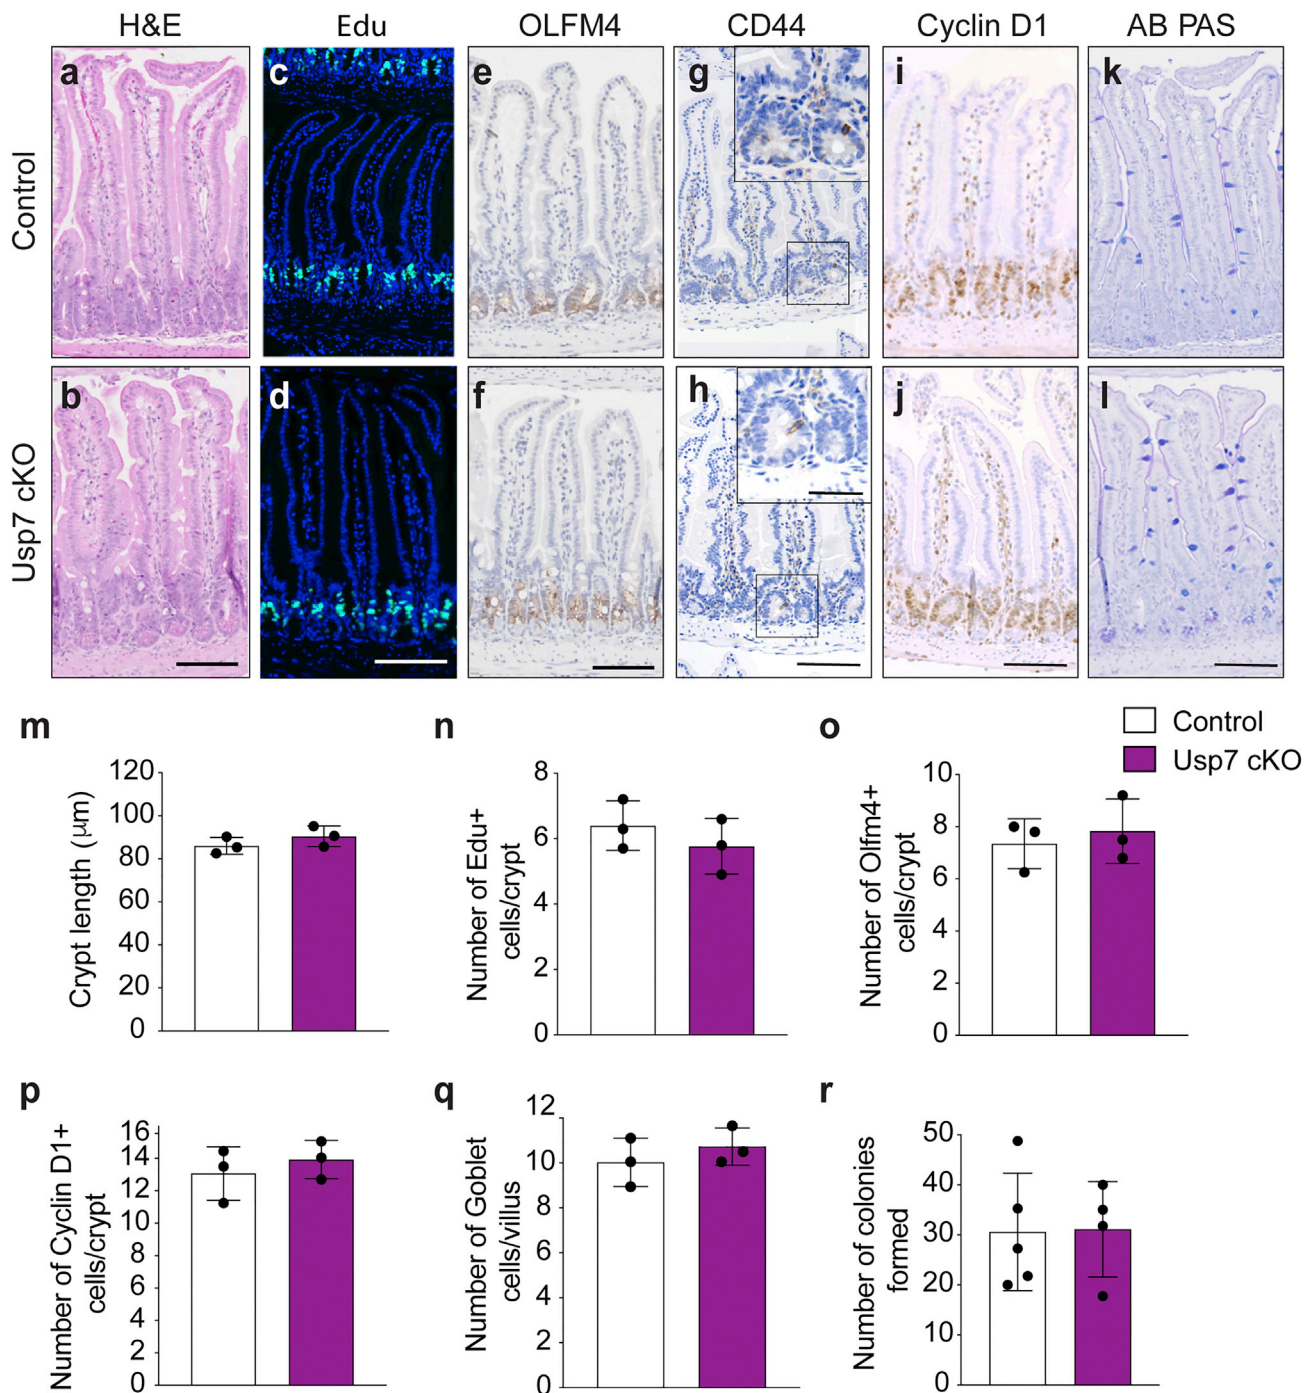 H&E Edu OLFM4 CD44 Cyclin D1 AB PAS
Control
a c e g i k
Usp7 cKO
b d f h j l
m n o
Control
Usp7 cKO
Crypt length (μm)
120
100
80
60
40
20
0
Number of Edu+
cells/crypt
8
6
4
2
0
Number of Olfm4+
cells/crypt
10
8
6
4
2
0
p q r
Number of Cyclin D1+
cells/crypt
16
14
12
10
8
6
4
2
0
Number of Goblet
cells/villus
12
10
8
6
4
2
0
Number of colonies
formed
50
40
30
20
10
0